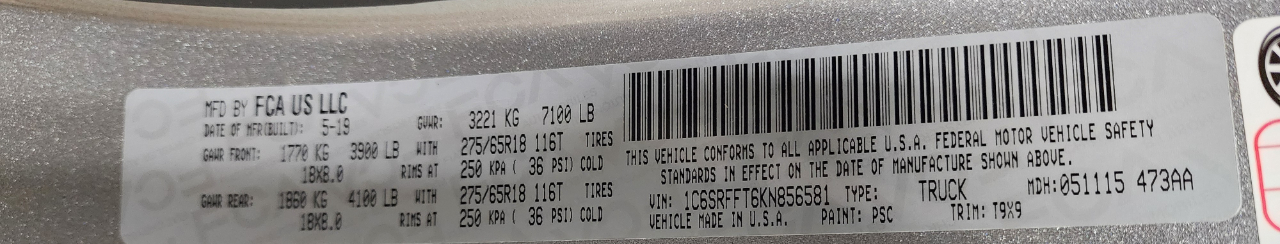 MFD BY FCA US LLC
DATE OF MFR(BUILT): 5-19 GVWR: 3221 KG 7100 LB
GAWR FRONT: 1770 KG 3900 LB WITH 275/65R18 116T TIRES
18X8.0 RIMS AT 250 KPA ( 36 PSI) COLD
GAWR REAR: 1860 KG 4100 LB WITH 275/65R18 116T TIRES
18X8.0 RIMS AT 250 KPA ( 36 PSI) COLD
THIS VEHICLE CONFORMS TO ALL APPLICABLE U.S.A. FEDERAL MOTOR VEHICLE SAFETY
STANDARDS IN EFFECT ON THE DATE OF MANUFACTURE SHOWN ABOVE.
VIN: 1C6SRFFT6KN856581 TYPE: TRUCK MDH:051115 473AA
VEHICLE MADE IN U.S.A. PAINT: PSC TRIM: T9X9